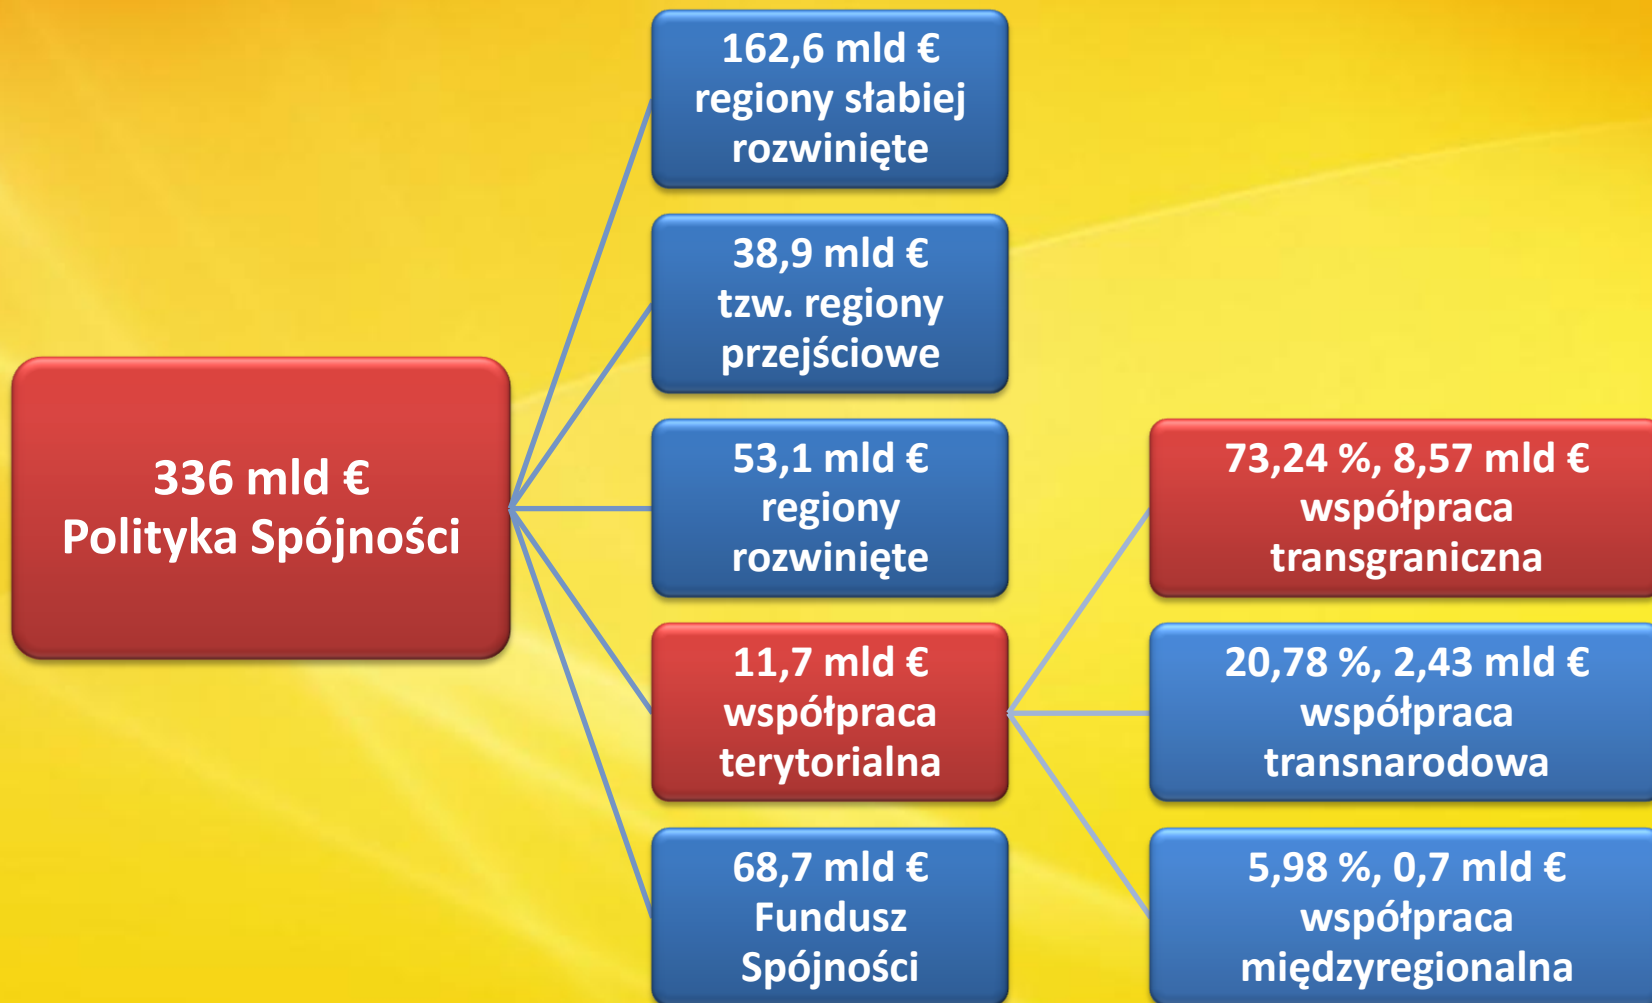 336 mld €
Polityka Spójności
162,6 mld €
regiony słabiej
rozwinięte
38,9 mld €
tzw. regiony
przejściowe
53,1 mld €
regiony
rozwinięte
11,7 mld €
współpraca
terytorialna
68,7 mld €
Fundusz
Spójności
73,24 %, 8,57 mld €
współpraca
transgraniczna
20,78 %, 2,43 mld €
współpraca
transnarodowa
5,98 %, 0,7 mld €
współpraca
międzyregionalna